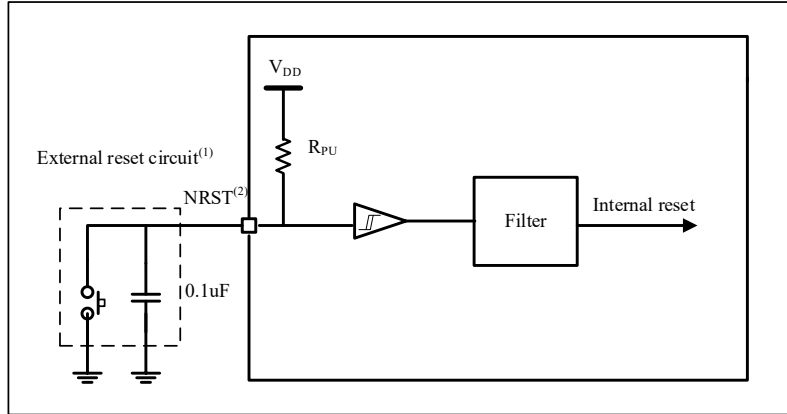 V_DD
R_PU
External reset circuit(1)
NRST(2)
Filter
Internal reset
0.1uF